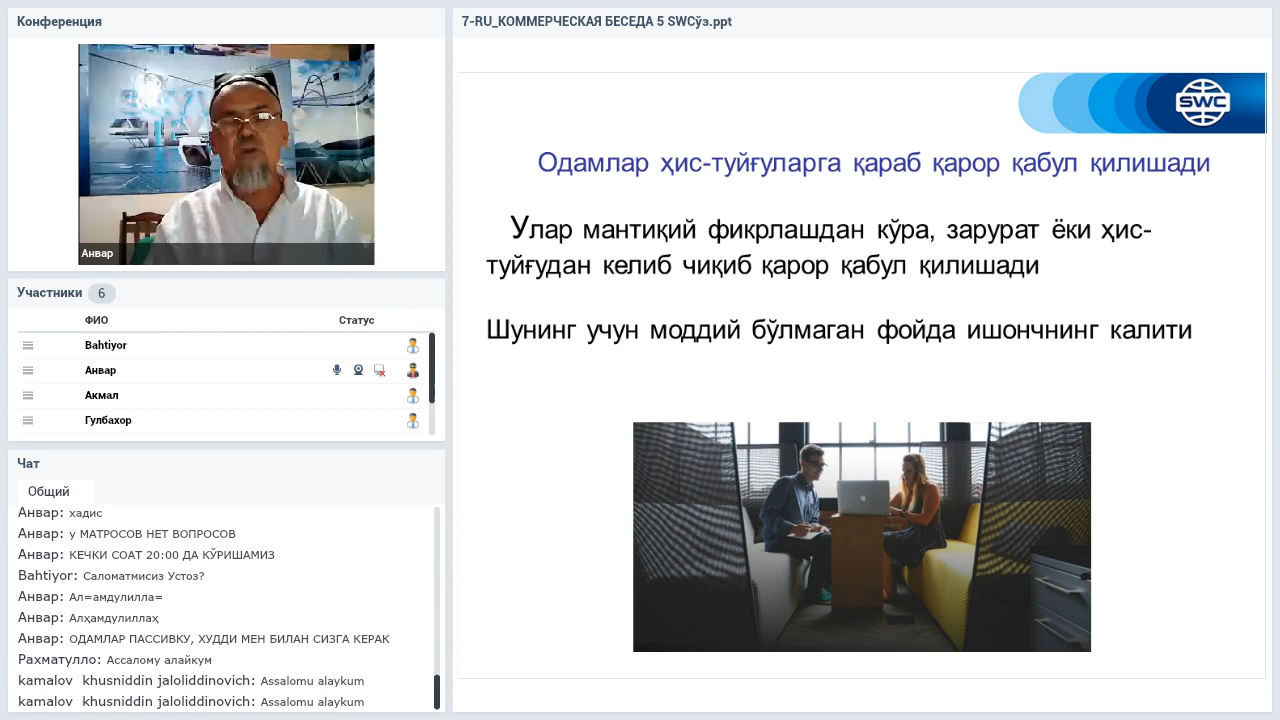 Конференция
Анвар
Участники 6
ФИО Статус
Bahtiyor
Анвар
Акмал
Гулбахор
Чат
Общий
Анвар: хадис
Анвар: у МАТРОСОВ НЕТ ВОПРОСОВ
Анвар: КЕЧКИ СОАТ 20:00 ДА КЎРИШАМИЗ
Bahtiyor: Саломатмисиз Устоз?
Анвар: Ал=амдулилла=
Анвар: Алҳамдулиллаҳ
Анвар: ОДАМЛАР ПАССИВКУ, ХУДДИ МЕН БИЛАН СИЗГА КЕРАК
Рахматулло: Ассалому алайкум
kamalov khusniddin jaloliddinovich: Assalomu alaykum
kamalov khusniddin jaloliddinovich: Assalomu alaykum
7-RU_КОММЕРЧЕСКАЯ БЕСЕДА 5 SWCўз.ppt
SWC
Одамлар ҳис-туйғуларга қараб қарор қабул қилишади
Улар мантиқий фикрлашдан кўра, зарурат ёки ҳис-
туйғудан келиб чиқиб қарор қабул қилишади
Шунинг учун моддий бўлмаган фойда ишончнинг калити